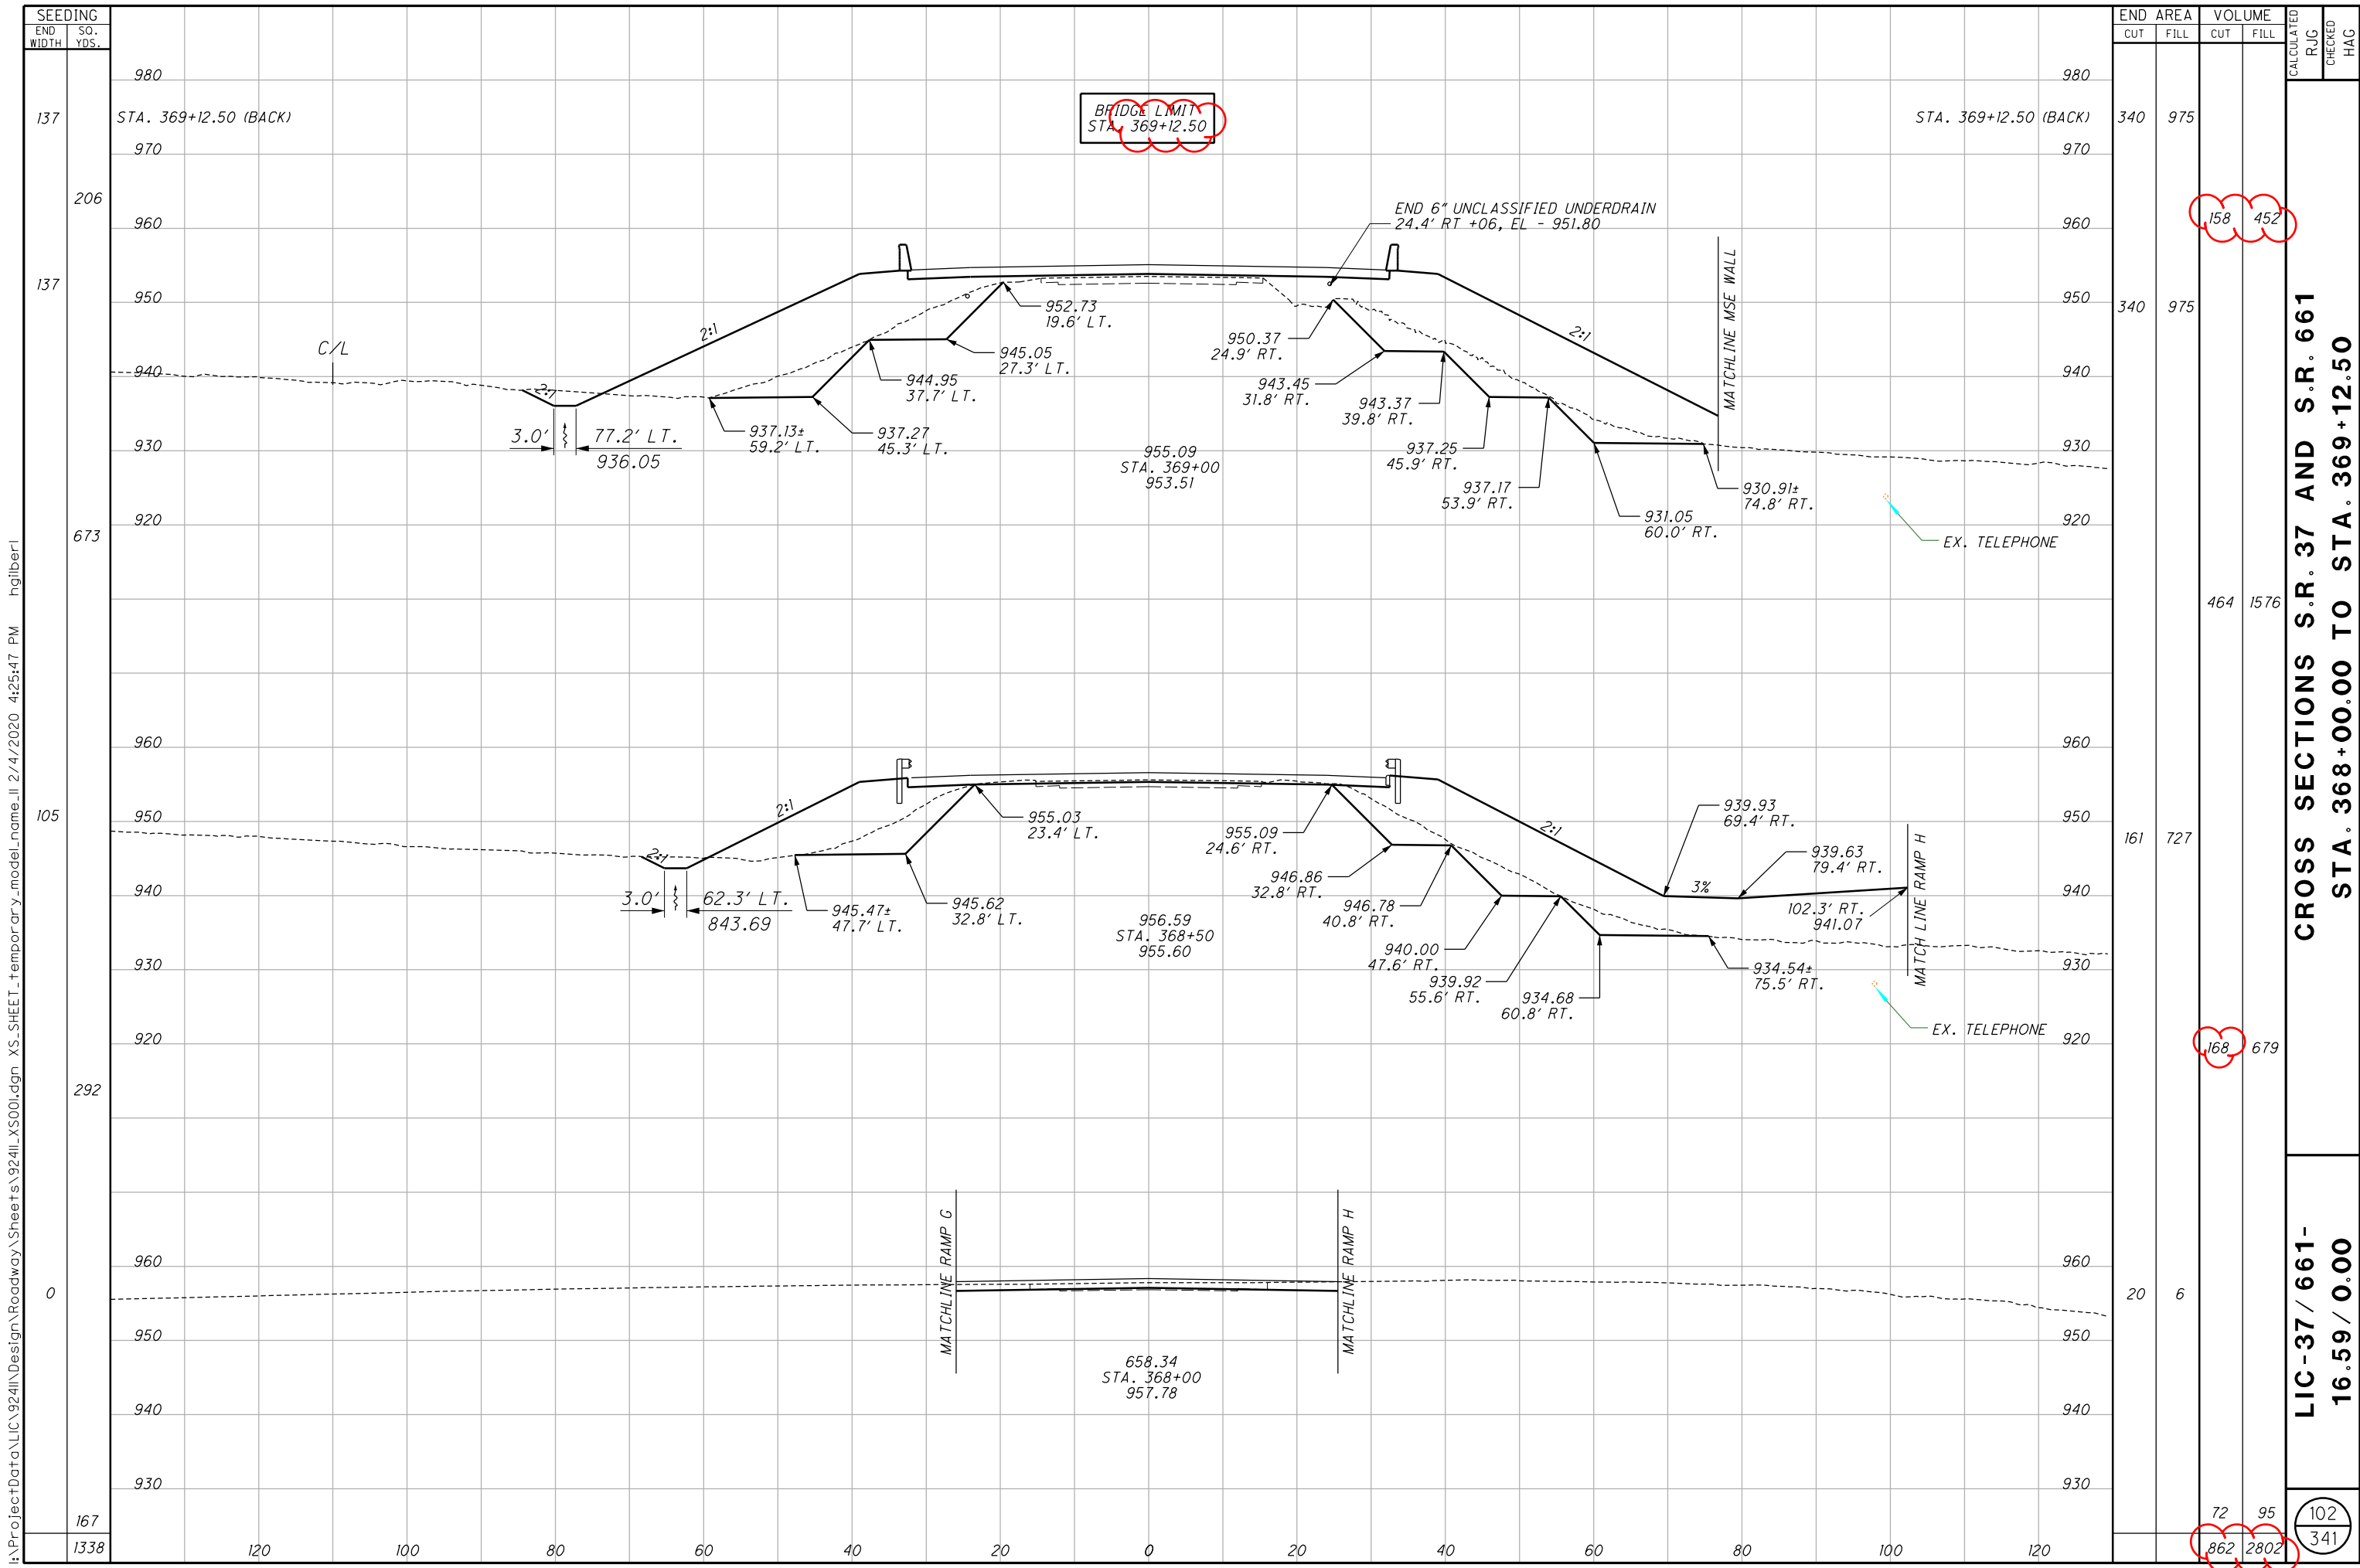 SEEDING
END WIDTH
SQ. YDS.
END AREA
VOLUME
CUT
FILL
CUT
FILL
CALCULATED
RJG
CHECKED
HAG
980
980
137
STA. 369+12.50 (BACK)
BRIDGE LIMIT
STA. 369+12.50
STA. 369+12.50 (BACK)
340
975
970
970
206
960
END 6" UNCLASSIFIED UNDERDRAIN
24.4' RT +06, EL - 951.80
960
158
452
137
950
952.73
19.6' LT.
950.37
24.9' RT.
2:1
2:1
MATCHLINE MSE WALL
950
340
975
C/L
945.05
27.3' LT.
944.95
37.7' LT.
943.45
31.8' RT.
943.37
39.8' RT.
940
940
2:1
3.0'
77.2' LT.
936.05
937.13±
59.2' LT.
937.27
45.3' LT.
937.25
45.9' RT.
937.17
53.9' RT.
931.05
60.0' RT.
930.91±
74.8' RT.
930
955.09
STA. 369+00
953.51
930
920
920
EX. TELEPHONE
673
464
1576
960
960
105
950
2:1
955.03
23.4' LT.
955.09
24.6' RT.
2:1
939.93
69.4' RT.
950
161
727
939.63
79.4' RT.
946.86
32.8' RT.
946.78
40.8' RT.
3%
102.3' RT.
941.07
MATCH LINE RAMP H
940
2:1
3.0'
62.3' LT.
843.69
945.47±
47.7' LT.
945.62
32.8' LT.
956.59
STA. 368+50
955.60
940
940.00
47.6' RT.
939.92
55.6' RT.
934.68
60.8' RT.
934.54±
75.5' RT.
930
930
EX. TELEPHONE
920
920
168
679
292
MATCHLINE RAMP G
MATCHLINE RAMP H
960
960
0
20
6
950
950
658.34
STA. 368+00
957.78
940
940
930
930
167
72
95
1338
120
100
80
60
40
20
0
20
40
60
80
100
120
862
2802
CROSS SECTIONS S.R. 37 AND S.R. 661
STA. 368+00.00 TO STA. 369+12.50
LIC-37/661-
16.59/0.00
102
341
I:\ProjectData\LIC\92411\Design\Roadway\Sheets\92411_XS001.dgn XS_SHEET_temporary_model_name_11 2/4/2020 4:25:47 PM hgilber1